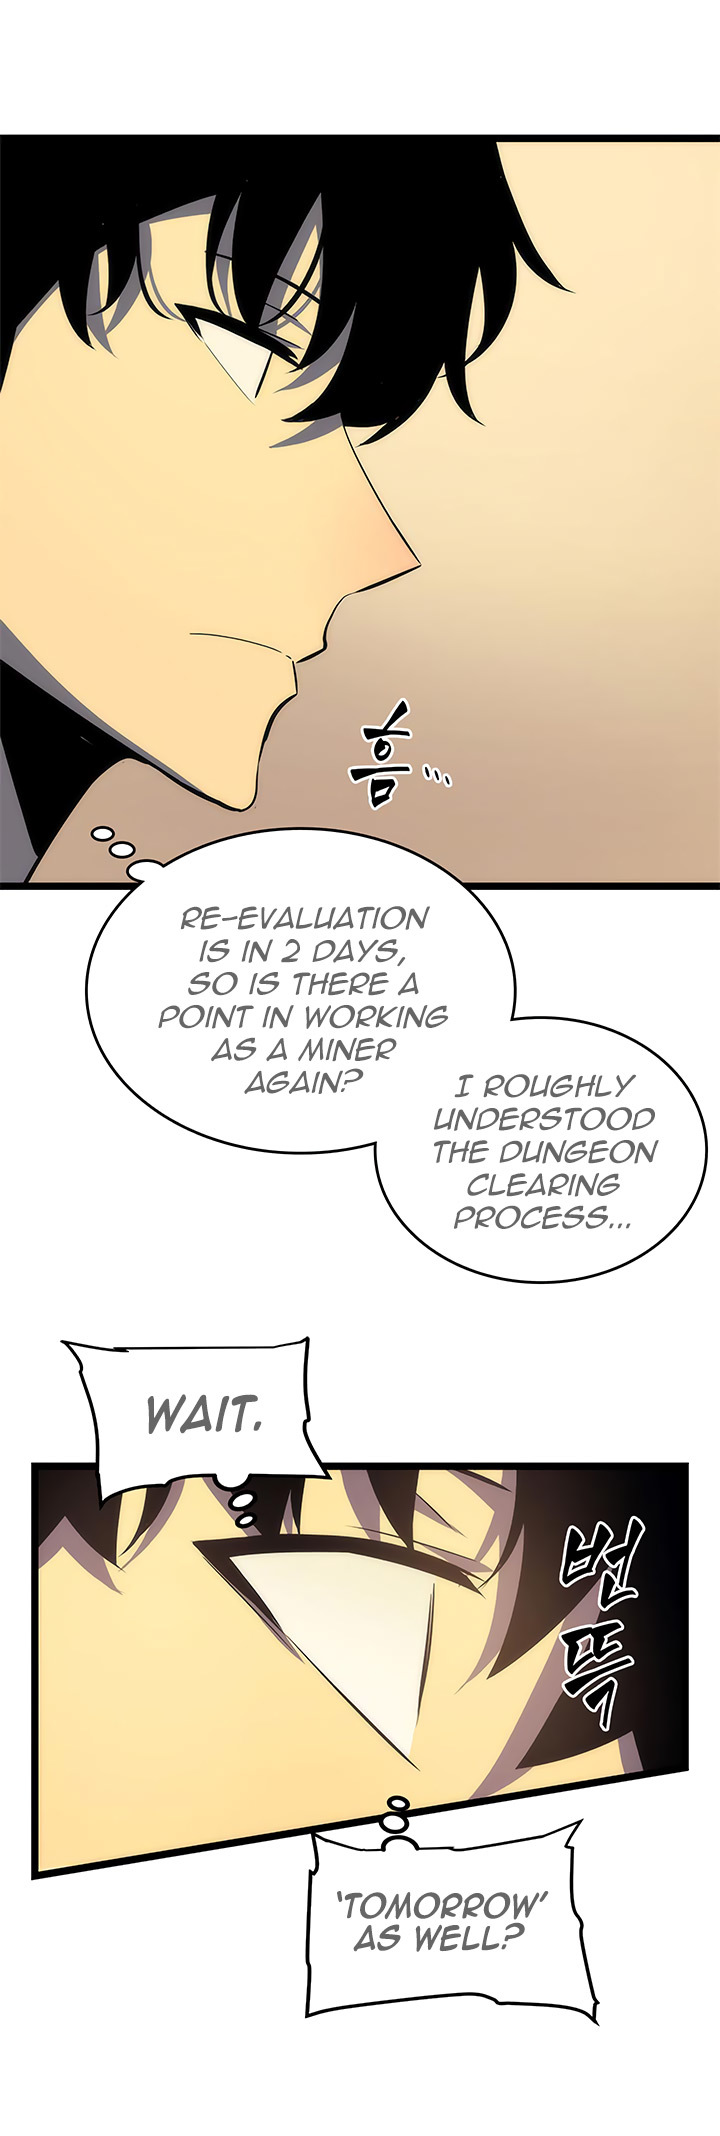 흠...
RE-EVALUATION
IS IN 2 DAYS,
SO IS THERE A
POINT IN WORKING
AS A MINER
AGAIN?
I ROUGHLY
UNDERSTOOD
THE DUNGEON
CLEARING
PROCESS...
WAIT.
번
뜩
'TOMORROW'
AS WELL?